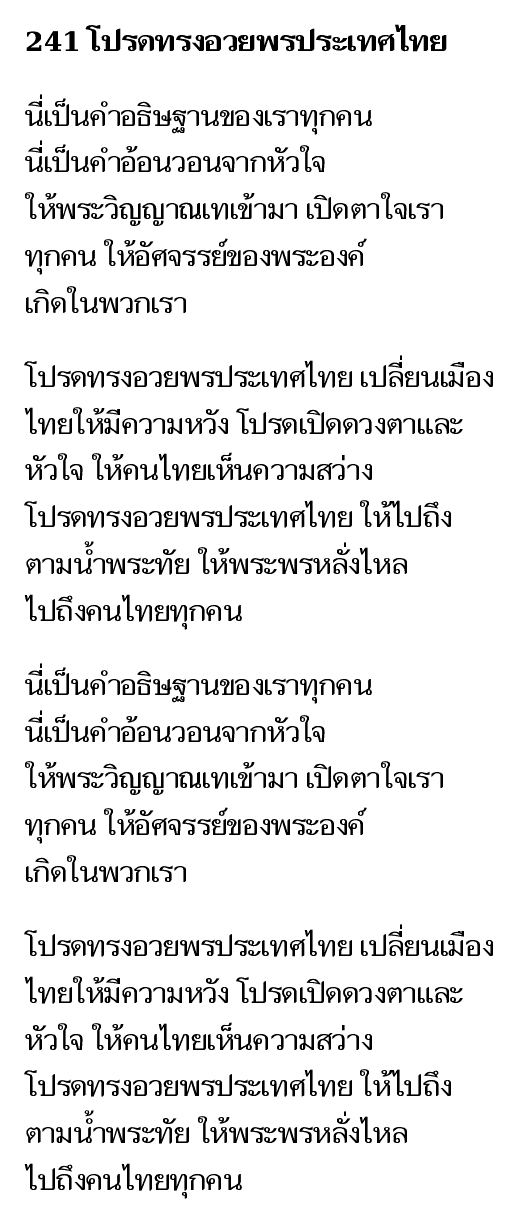 241 โปรดทรงอวยพรประเทศไทย
นี่เป็นคำอธิษฐานของเราทุกคน
นี่เป็นคำอ้อนวอนจากหัวใจ
ให้พระวิญญาณเทเข้ามา เปิดตาใจเรา
ทุกคน ให้อัศจรรย์ของพระองค์
เกิดในพวกเรา
โปรดทรงอวยพรประเทศไทย เปลี่ยนเมือง
ไทยให้มีความหวัง โปรดเปิดดวงตาและ
หัวใจ ให้คนไทยเห็นความสว่าง
โปรดทรงอวยพรประเทศไทย ให้ไปถึง
ตามน้ำพระทัย ให้พระพรหลั่งไหล
ไปถึงคนไทยทุกคน
นี่เป็นคำอธิษฐานของเราทุกคน
นี่เป็นคำอ้อนวอนจากหัวใจ
ให้พระวิญญาณเทเข้ามา เปิดตาใจเรา
ทุกคน ให้อัศจรรย์ของพระองค์
เกิดในพวกเรา
โปรดทรงอวยพรประเทศไทย เปลี่ยนเมือง
ไทยให้มีความหวัง โปรดเปิดดวงตาและ
หัวใจ ให้คนไทยเห็นความสว่าง
โปรดทรงอวยพรประเทศไทย ให้ไปถึง
ตามน้ำพระทัย ให้พระพรหลั่งไหล
ไปถึงคนไทยทุกคน